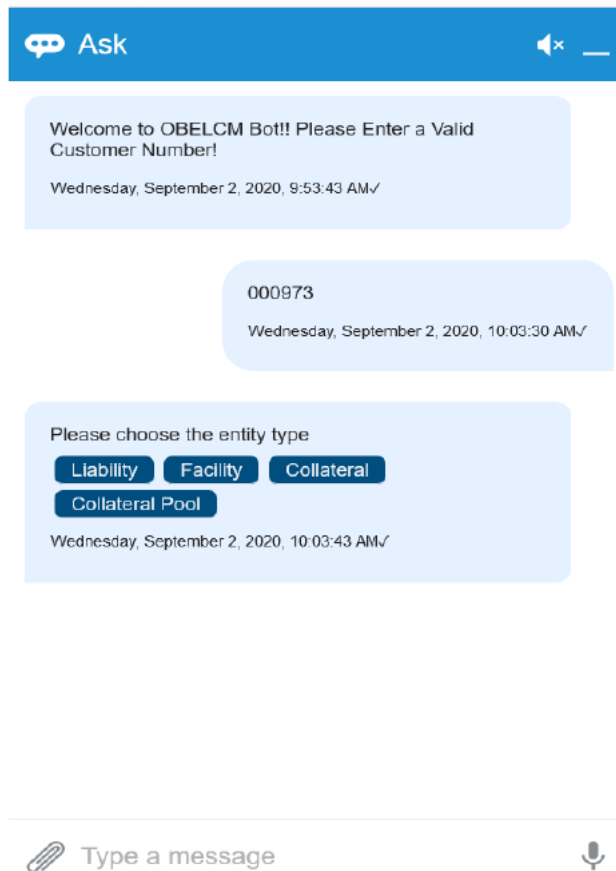 Ask
Welcome to OBELCM Bot!! Please Enter a Valid
Customer Number!
Wednesday, September 2, 2020, 9:53:43 AM✓
000973
Wednesday, September 2, 2020, 10:03:30 AM✓
Please choose the entity type
Liability Facility Collateral
Collateral Pool
Wednesday, September 2, 2020, 10:03:43 AM✓
Type a message